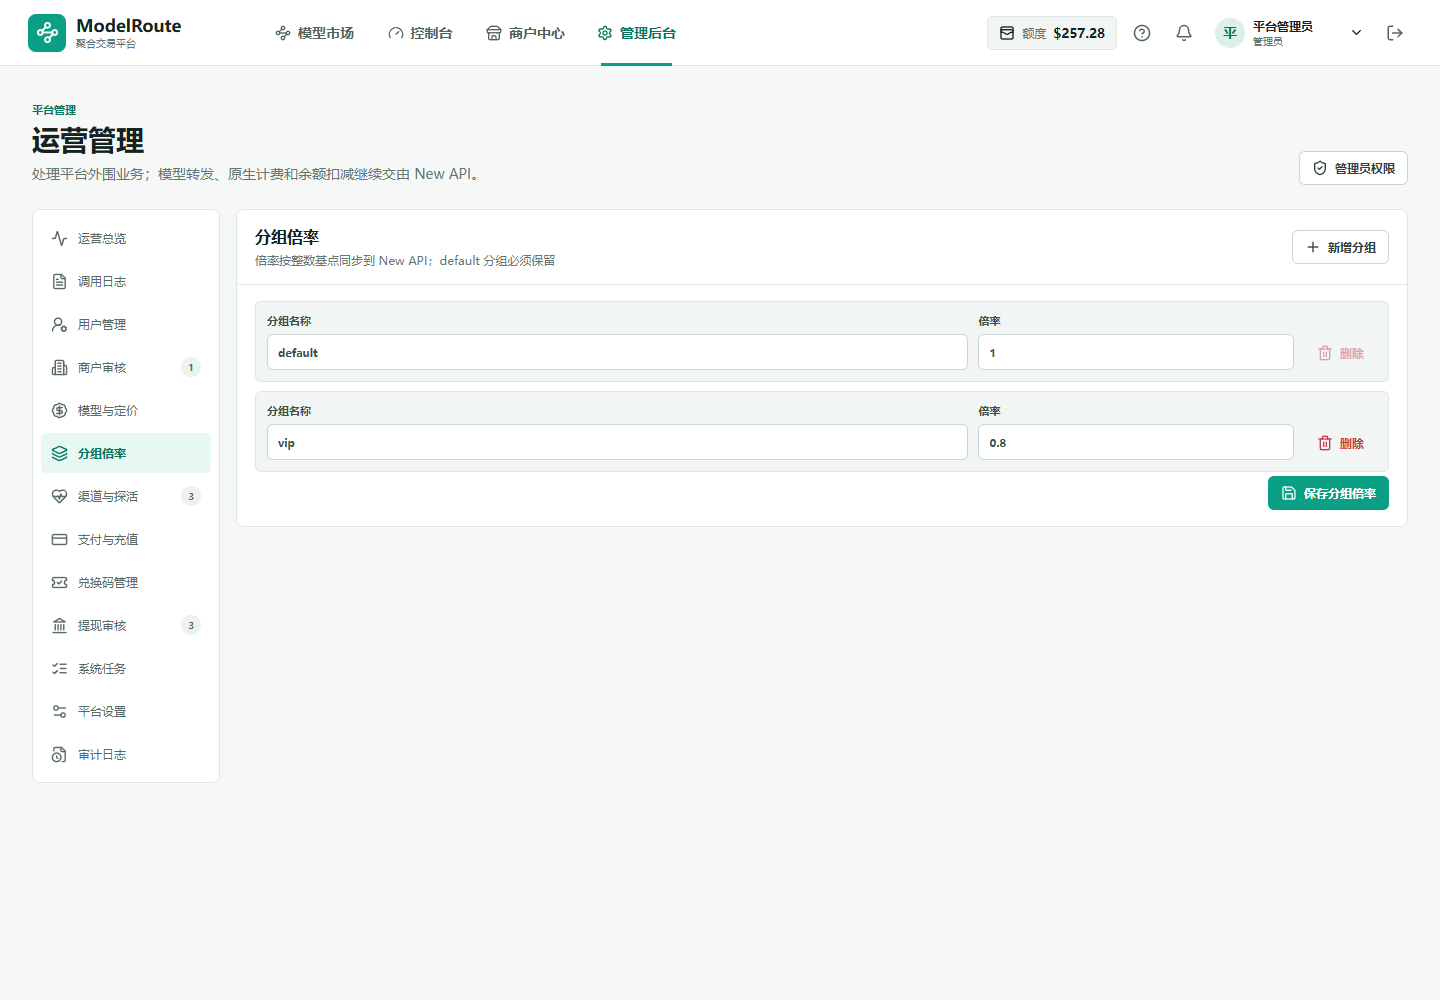 ModelRoute
聚合交易平台
模型市场
控制台
商户中心
管理后台
额度 $257.28
平
平台管理员
管理员
平台管理
运营管理
处理平台外围业务；模型转发、原生计费和余额扣减继续交由 New API。
管理员权限
运营总览
调用日志
用户管理
商户审核 1
模型与定价
分组倍率
渠道与探活 3
支付与充值
兑换码管理
提现审核 3
系统任务
平台设置
审计日志
分组倍率
倍率按整数基点同步到 New API；default 分组必须保留
新增分组
分组名称 倍率
default 1 删除
分组名称 倍率
vip 0.8 删除
保存分组倍率